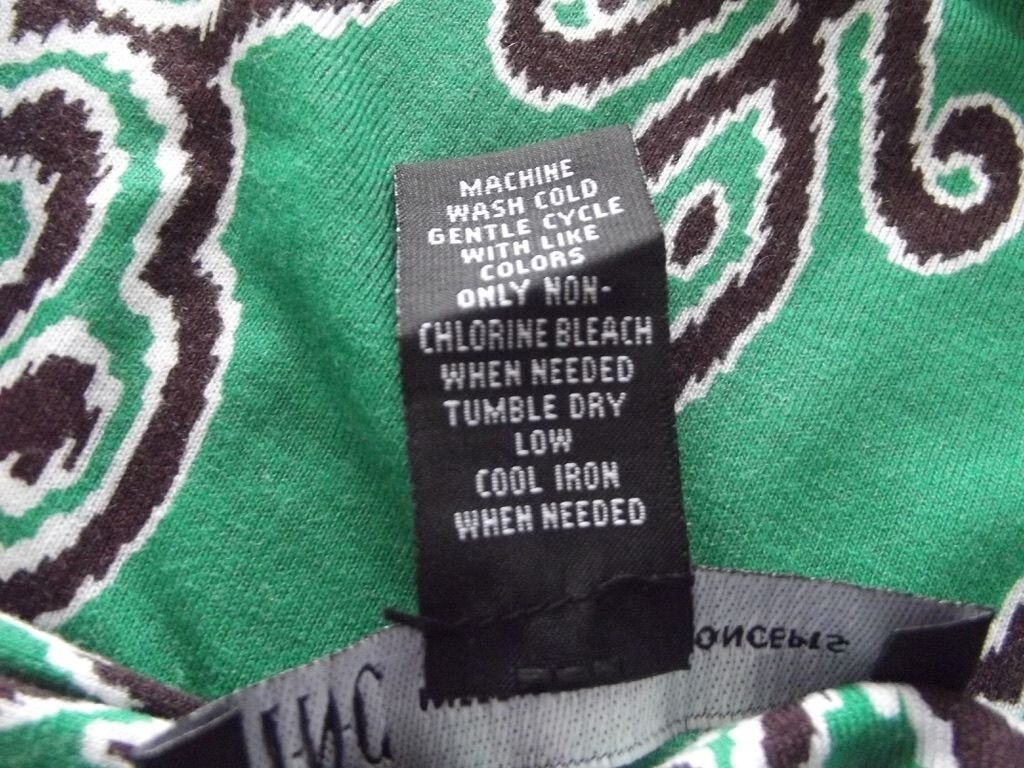 MACHINE
WASH COLD
GENTLE CYCLE
WITH LIKE
COLORS
ONLY NON-
CHLORINE BLEACH
WHEN NEEDED
TUMBLE DRY
LOW
COOL IRON
WHEN NEEDED